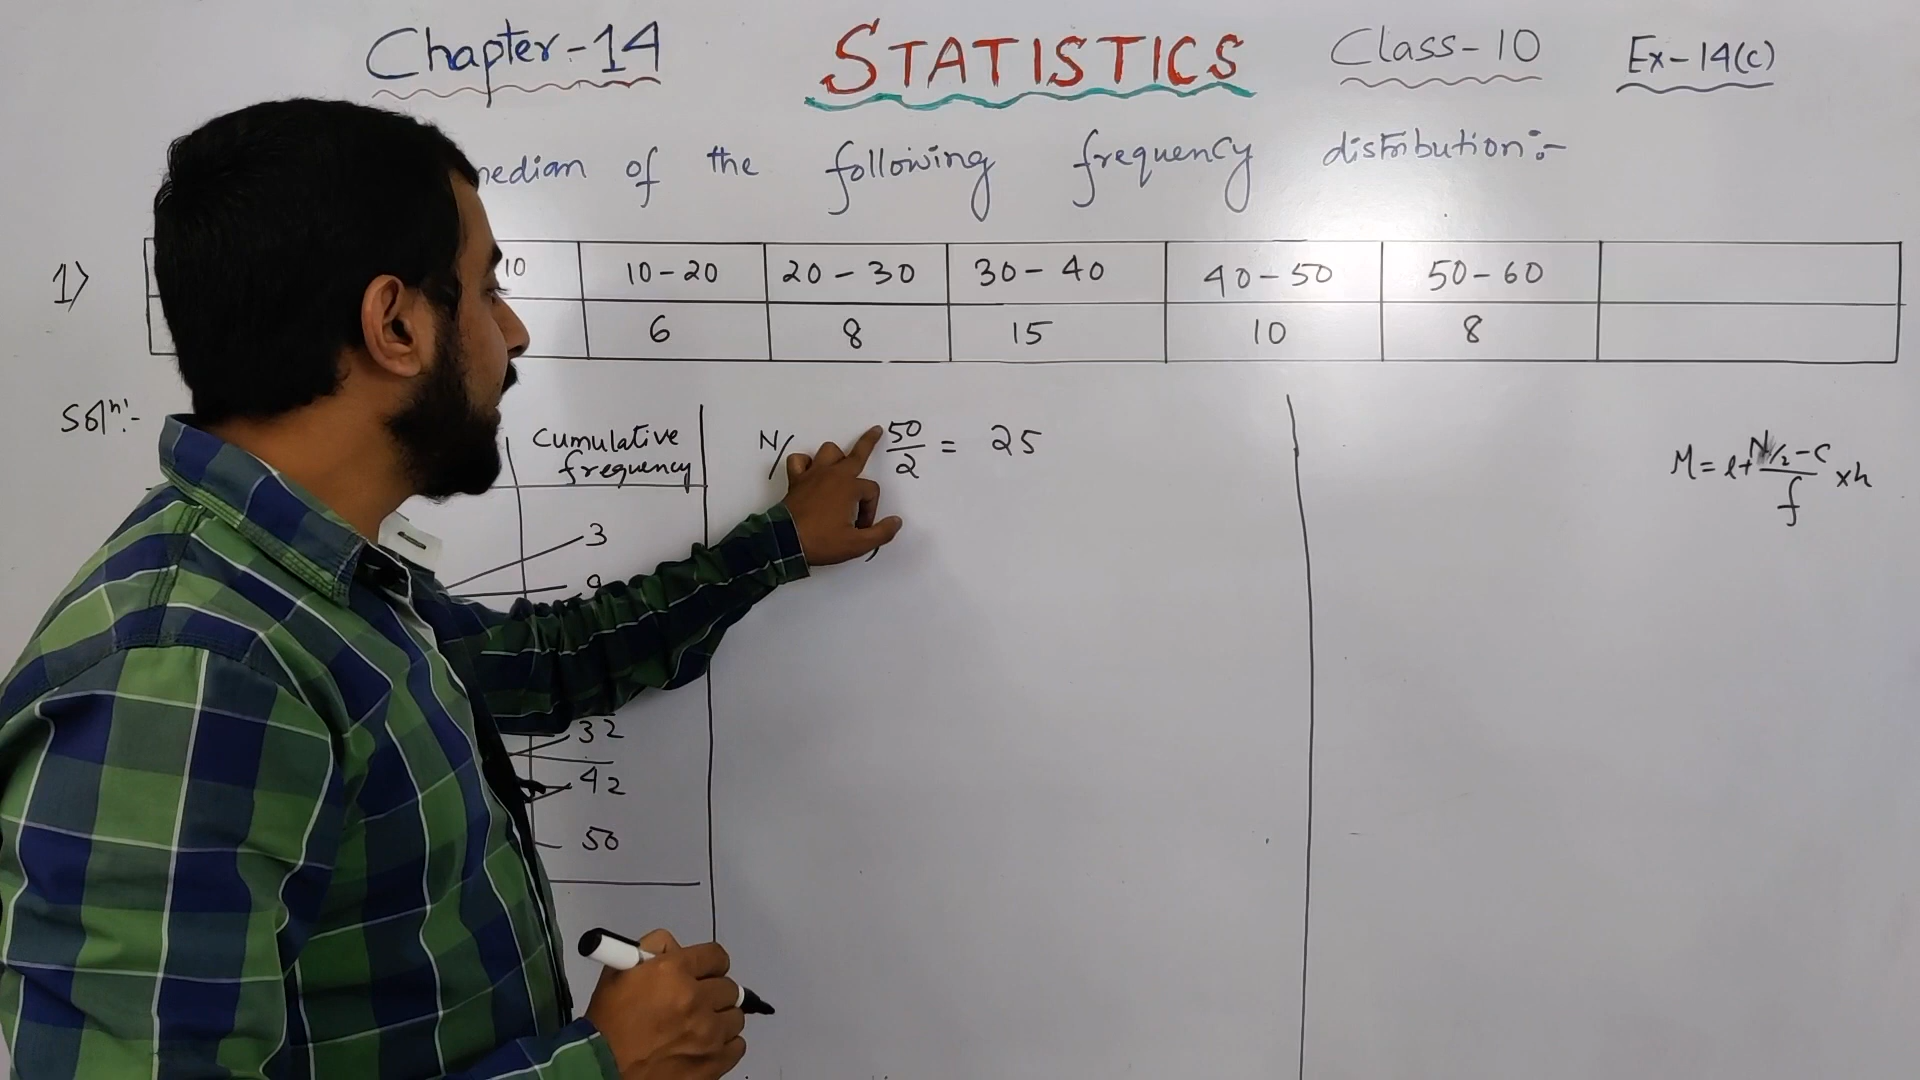 Chapter-14 STATISTICS Class-10 Ex-14(c)
median of the following frequency distribution:-
1) 10 10-20 20-30 30-40 40-50 50-60
6 8 15 10 8
Solⁿ:-
Cumulative
frequency
3
9
32
42
50
N/ 50/2 = 25
M = l + N/2 - C / f × h